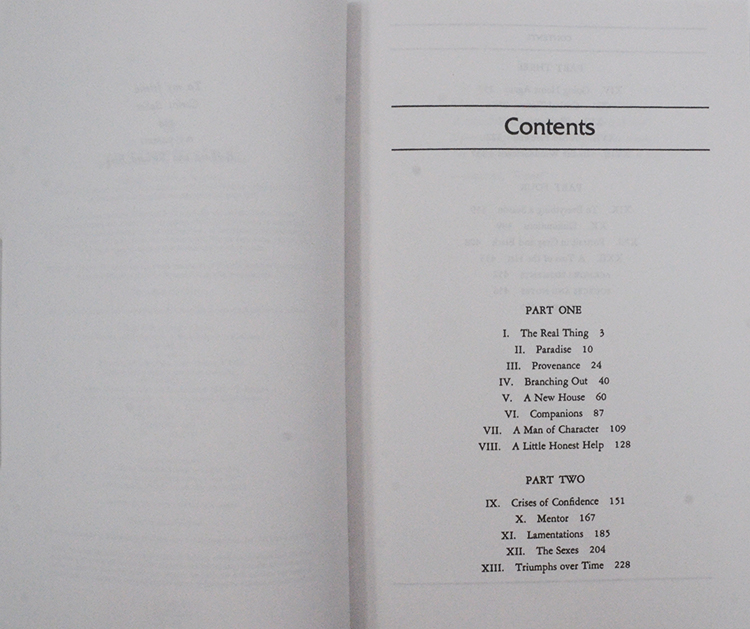 Contents
PART ONE
I. The Real Thing 3
II. Paradise 10
III. Provenance 24
IV. Branching Out 40
V. A New House 60
VI. Companions 87
VII. A Man of Character 109
VIII. A Little Honest Help 128
PART TWO
IX. Crises of Confidence 151
X. Mentor 167
XI. Lamentations 185
XII. The Sexes 204
XIII. Triumphs over Time 228